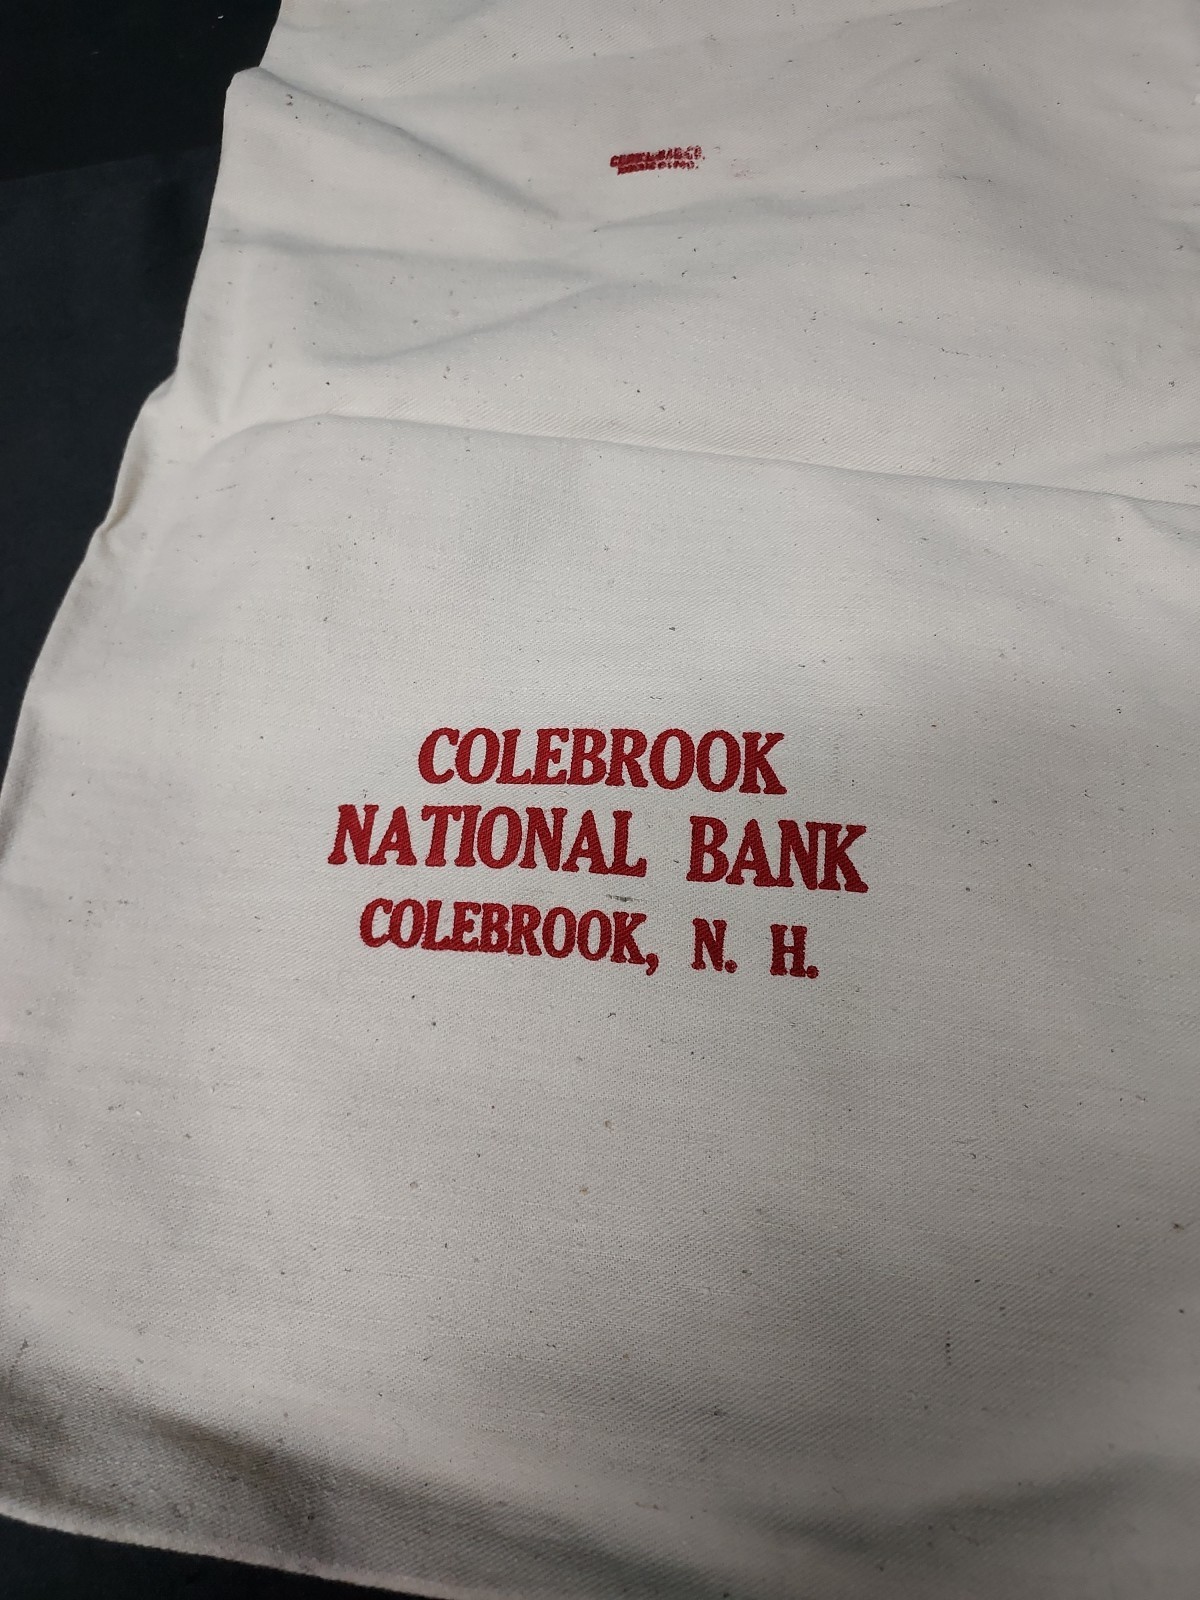 COLEBROOK
NATIONAL BANK
COLEBROOK, N. H.